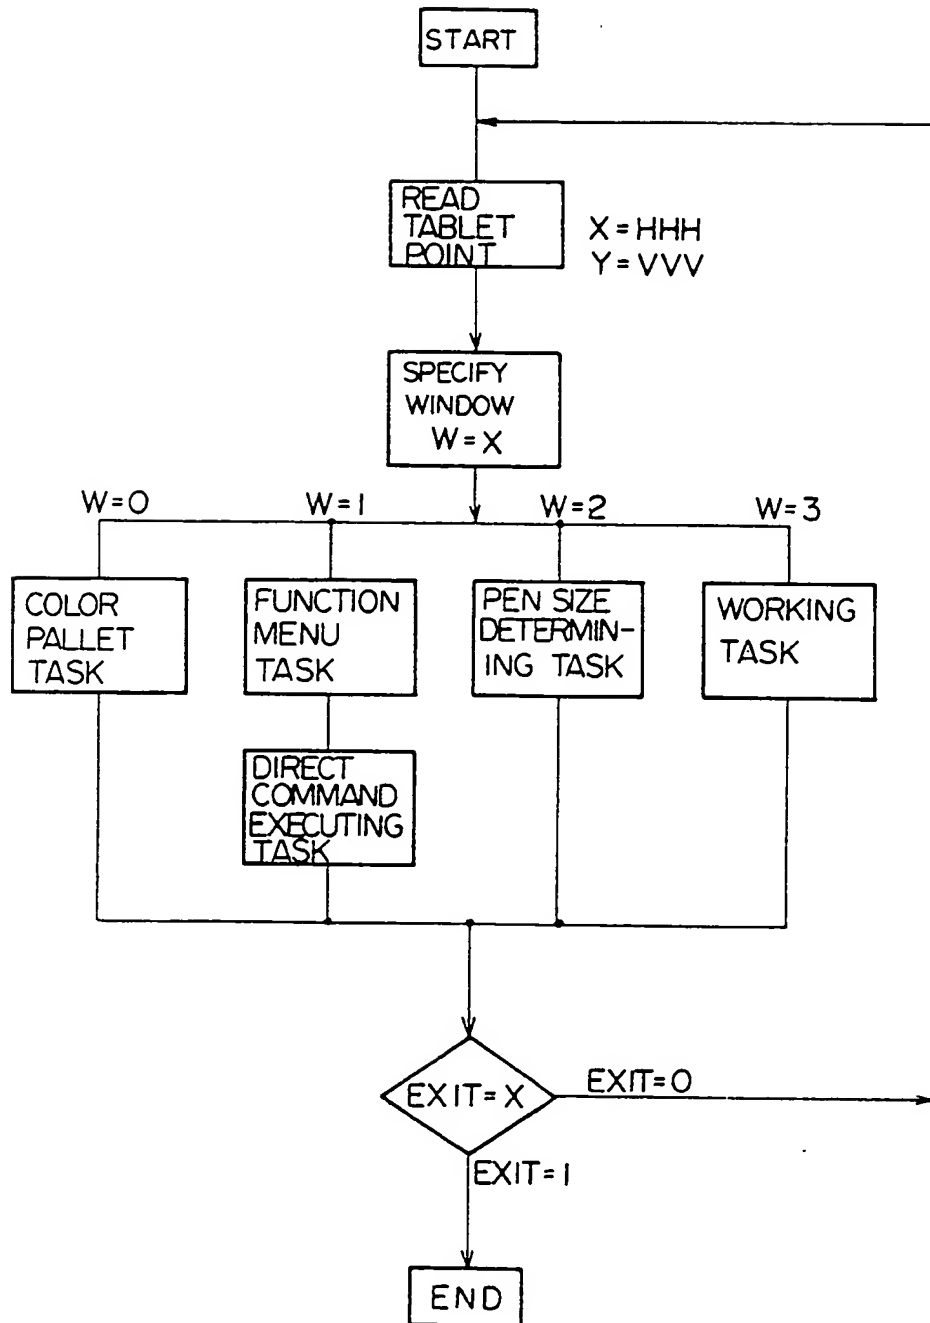 START
READ
TABLET
POINT
X=HHH
Y=VVV
SPECIFY
WINDOW
W=X
W=0
W=1
W=2
W=3
COLOR
PALLET
TASK
FUNCTION
MENU
TASK
PEN SIZE
DETERMIN-
ING TASK
WORKING
TASK
DIRECT
COMMAND
EXECUTING
TASK
EXIT=X
EXIT=0
EXIT=1
END